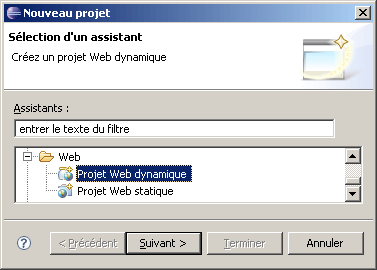 Nouveau projet
Sélection d'un assistant
Créez un projet Web dynamique
Assistants :
entrer le texte du filtre
Web
Projet Web dynamique
Projet Web statique
< Précédent
Suivant >
Terminer
Annuler